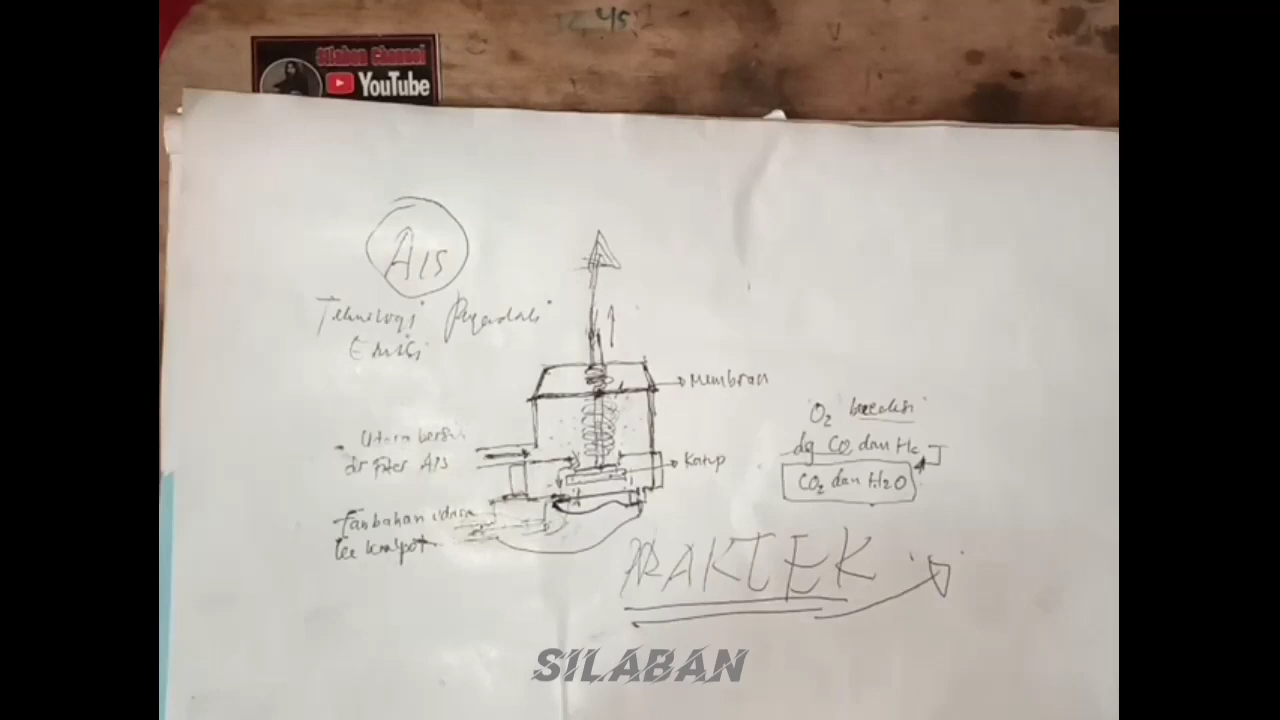 45
Silaban Channel
YouTube
AIS
Teknologi Pengendali
Emisi
Membran
Udara bersih
dr Filter AIS
Katup
Tambahan udara
ke knalpot
O2 bereaksi
dg CO dan Hc
CO2 dan H2O
PRAKTEK
SILABAN